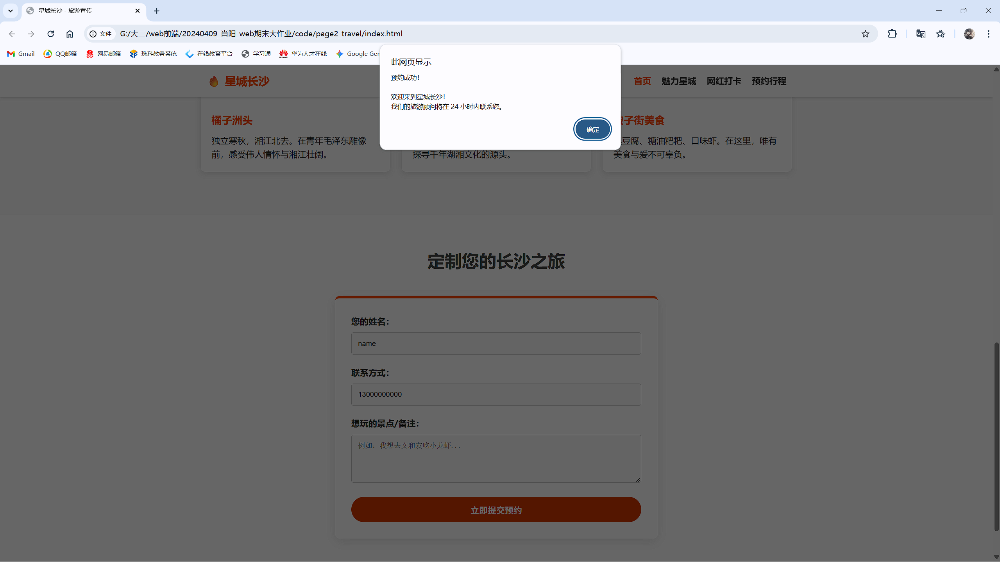 星城长沙 - 旅游宣传
文件 G:/大二/web前端/20240409_肖阳_web期末大作业/code/page2_travel/index.html
Gmail QQ邮箱 网易邮箱 珠科教务系统 在线教育平台 学习通 华为人才在线 Google
此网页显示
预约成功！
欢迎来到星城长沙！
我们的旅游顾问将在 24 小时内联系您。
确定
星城长沙
首页 魅力星城 网红打卡 预约行程
橘子洲头
独立寒秋，湘江北去。在青年毛泽东雕像
前，感受伟人情怀与湘江壮阔。
探寻千年湖湘文化的源头。
子街美食
豆腐、糖油粑粑、口味虾。在这里，唯有
美食与爱不可辜负。
定制您的长沙之旅
您的姓名：
name
联系方式：
13000000000
想玩的景点/备注：
例如：我想去文和友吃小龙虾...
立即提交预约